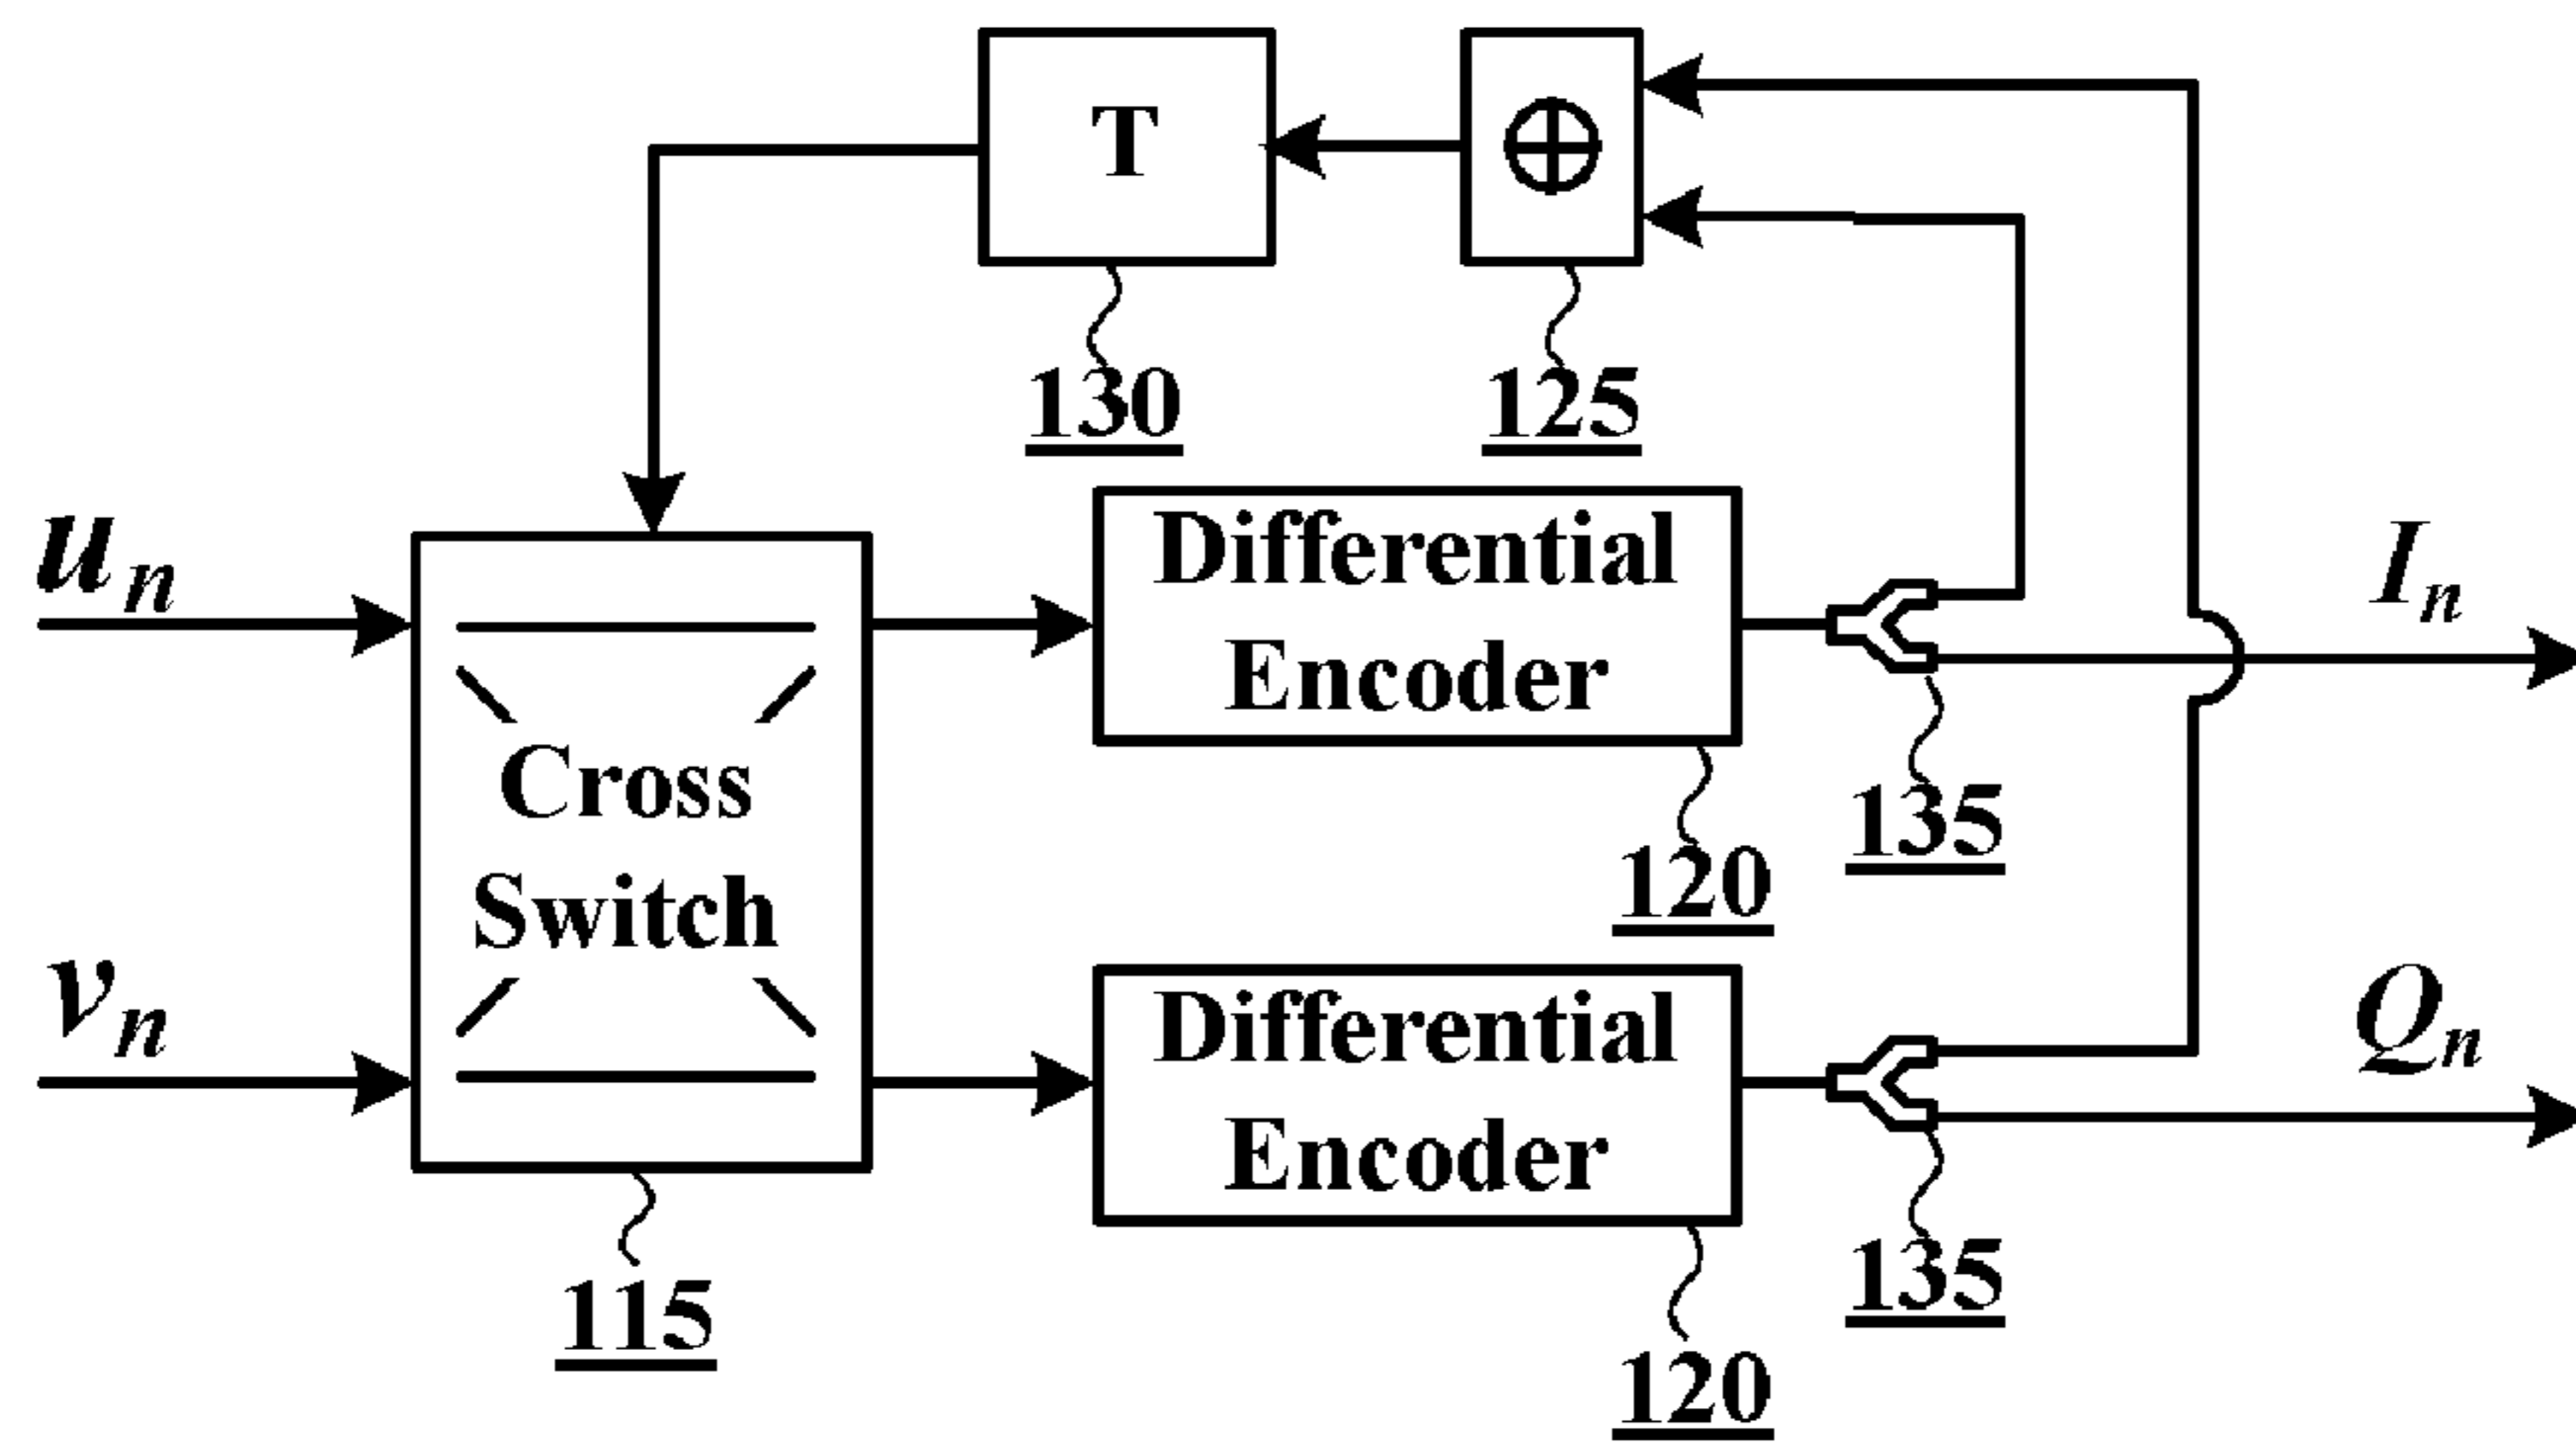 T
⊕
130
125
u_n
Differential
Encoder
I_n
Cross
Switch
135
120
v_n
Differential
Encoder
Q_n
135
115
120